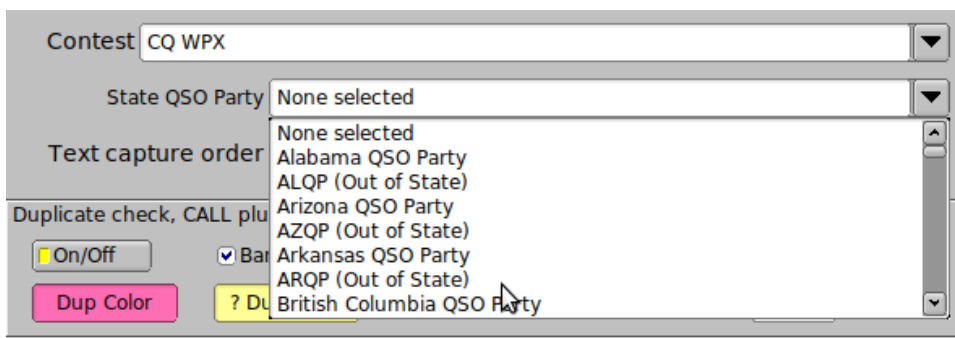 Contest CQ WPX
State QSO Party None selected
None selected
Alabama QSO Party
ALQP (Out of State)
Arizona QSO Party
AZQP (Out of State)
Arkansas QSO Party
ARQP (Out of State)
British Columbia QSO Party
Text capture order
Duplicate check, CALL plu
On/Off
Ban
Dup Color
? Du